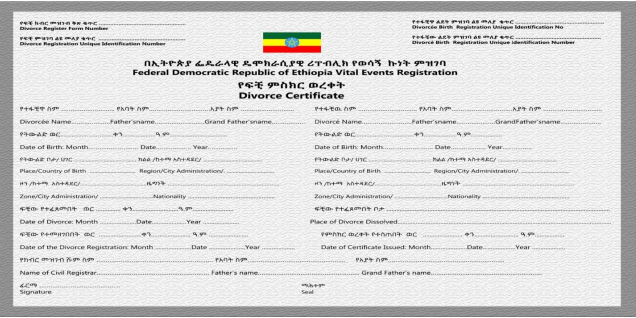 የፍቺ ክብር መዝገብ ቅጽ ቁጥር
Divorce Register Form Number
የፍቺ ምዝገባ ልዩ መለያ ቁጥር
Divorce Registration Unique Identification Number
የተፋቺዋ ልደት ምዝገባ ልዩ መለያ ቁጥር
Divorcée Birth Registration Unique Identification No
የተፋቺው ልደት ምዝገባ ልዩ መለያ ቁጥር
Divorcé Birth Registration Unique Identification Number
በኢትዮጵያ ፌዴራላዊ ዴሞክራሲያዊ ሪፐብሊክ የወሳኝ ኩነት ምዝገባ
Federal Democratic Republic of Ethiopia Vital Events Registration
የፍቺ ምስክር ወረቀት
Divorce Certificate
የተፋቺዋ ስም የአባት ስም አያት ስም
Divorcée Name Father'sname Grand Father'sname
የትውልድ ወር ቀን ዓ.ም
Date of Birth: Month Date Year
የትውልድ ቦታ/ ሀገር ክልል /ከተማ አስተዳደር/
Place/Country of Birth Region/City Administration/
ዞን /ከተማ አስተዳደር/ ዜግነት
Zone/City Administration/ Nationality
ፍቺው የተፈጸመበት ወር ቀን ዓ.ም
Date of Divorce: Month Date Year
ፍቺው የተመዘገበበት ወር ቀን ዓ.ም
Date of the Divorce Registration: Month Date Year
የተፋቺዉ ስም የአባት ስም አያት ስም
Divorcé Name Father'sname GrandFather'sname
የትውልድ ወር ቀን ዓ.ም
Date of Birth: Month Date Year
የትውልድ ቦታ/ ሀገር ክልል /ከተማ አስተዳደር/
Place/Country of Birth Region/City Administration/
ዞን /ከተማ አስተዳደር/ ዜግነት
Zone/City Administration/ Nationality
ፍቺው የተፈጸመበት ቦታ
Place of Divorce Dissolved
የምስክር ወረቀት የተሰጠበት ወር ቀን ዓ.ም
Date of Certificate Issued: Month Date Year
የክብር መዝገብ ሹም ስም የአባት ስም የአያት ስም
Name of Civil Registrar Father's name Grand Father's name
ፊርማ
Signature
ማህተም
Seal